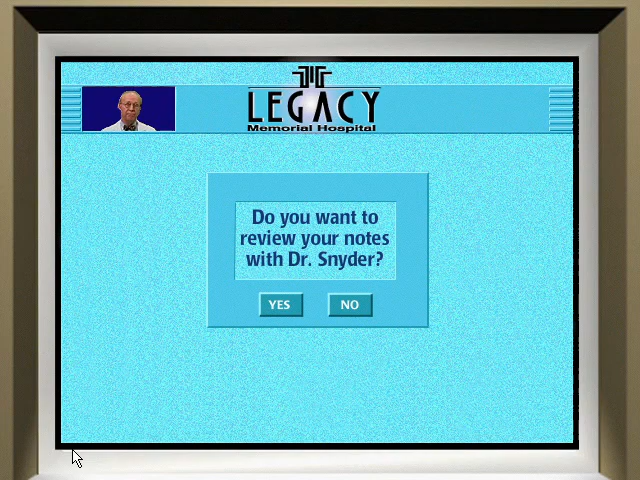 LEGACY
Memorial Hospital
Do you want to
review your notes
with Dr. Snyder?
YES
NO